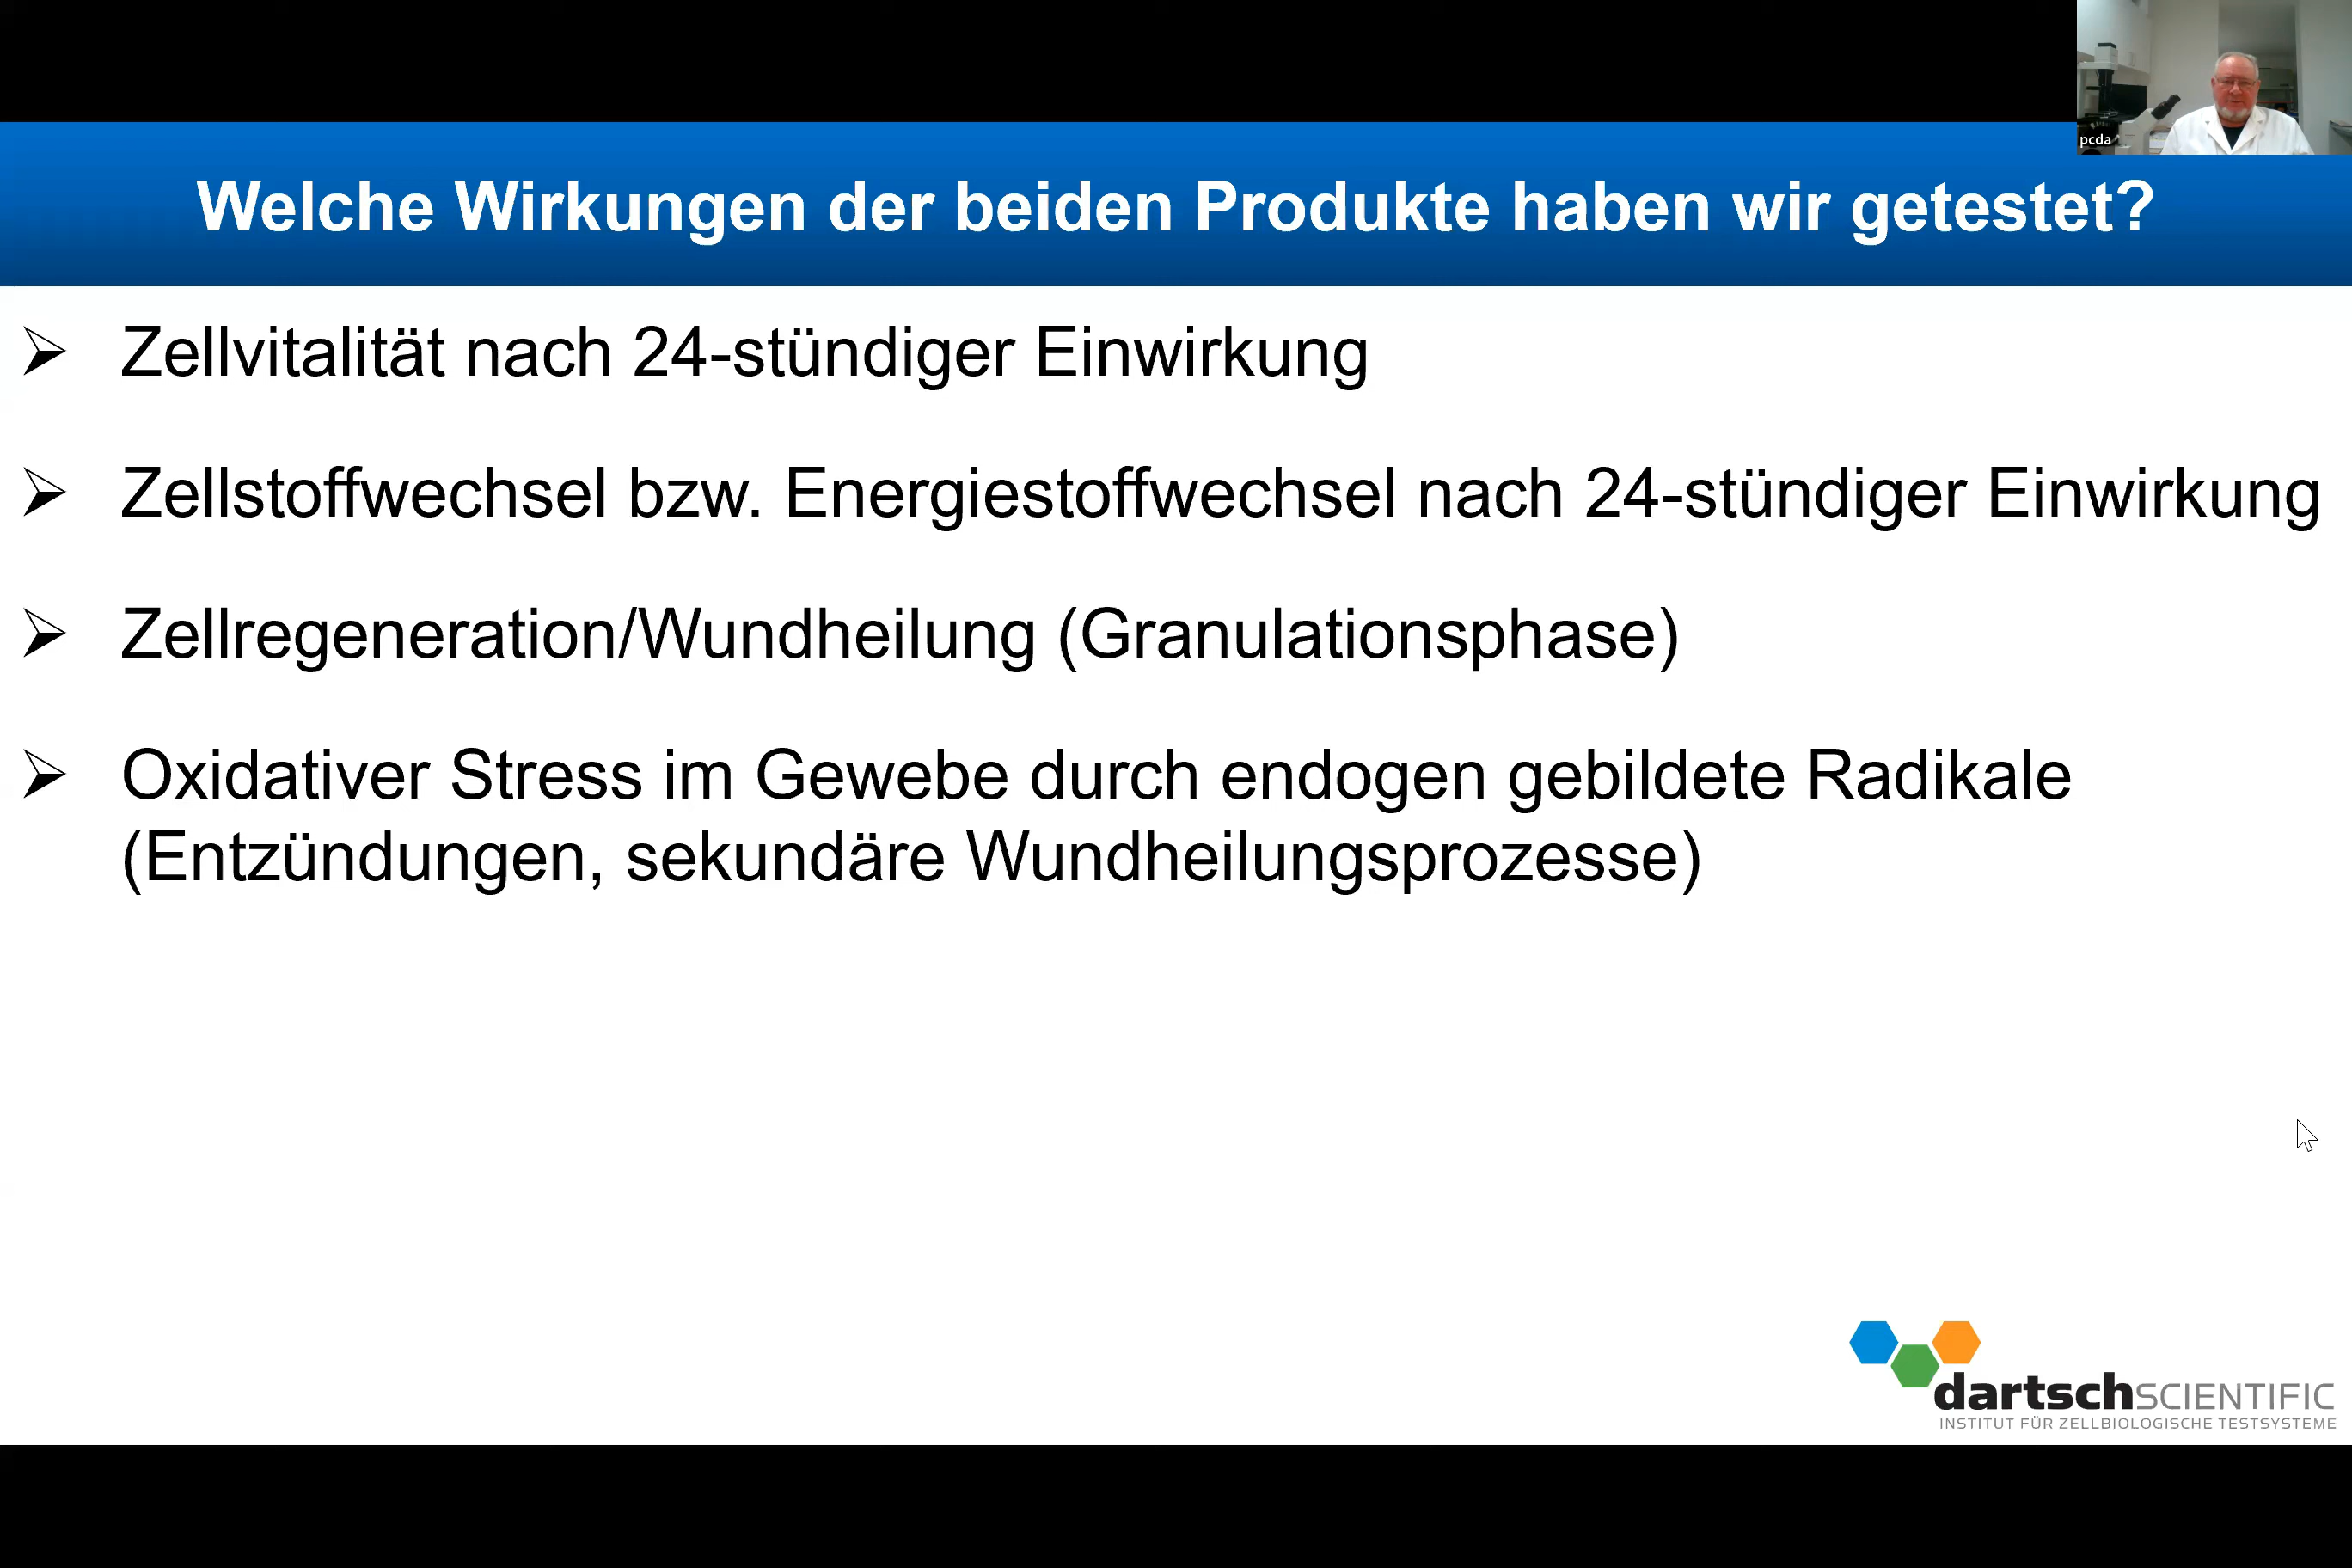 pcda
Welche Wirkungen der beiden Produkte haben wir getestet?
Zellvitalität nach 24-stündiger Einwirkung
Zellstoffwechsel bzw. Energiestoffwechsel nach 24-stündiger Einwirkung
Zellregeneration/Wundheilung (Granulationsphase)
Oxidativer Stress im Gewebe durch endogen gebildete Radikale
(Entzündungen, sekundäre Wundheilungsprozesse)
dartschSCIENTIFIC
INSTITUT FÜR ZELLBIOLOGISCHE TESTSYSTEME